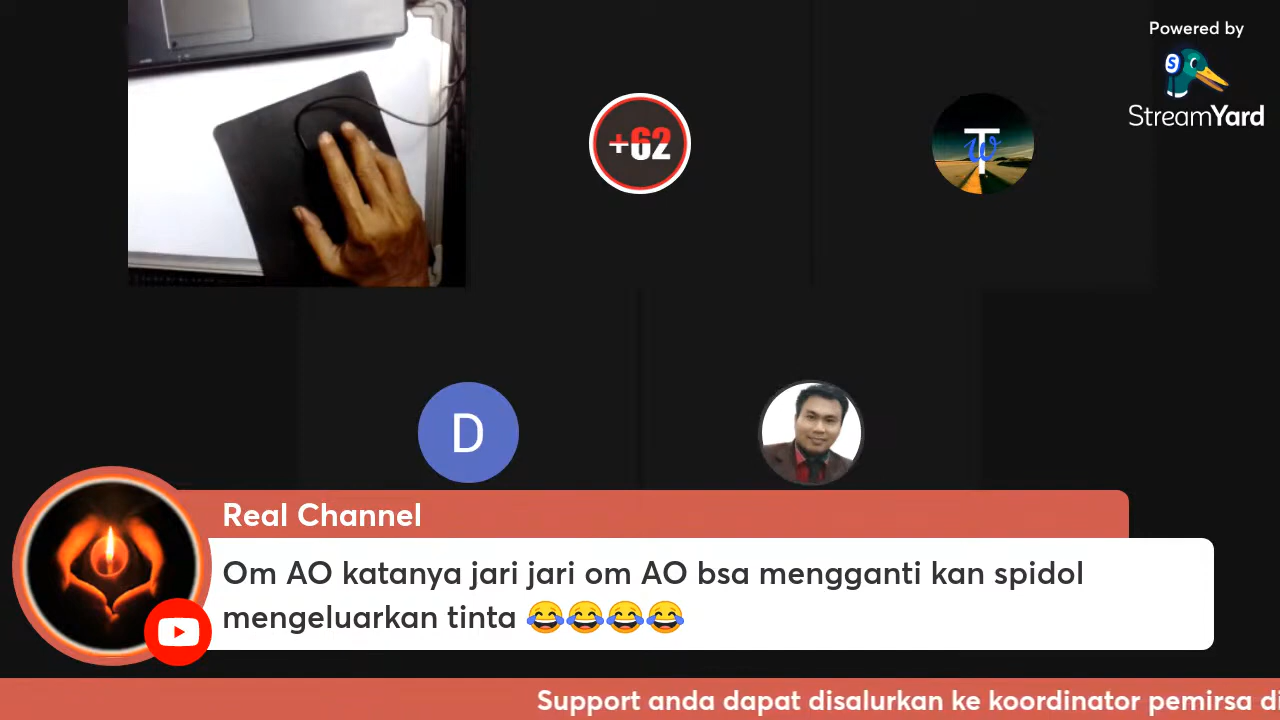 Powered by
S
StreamYard
+62
T
w
D
Real Channel
Om AO katanya jari jari om AO bsa mengganti kan spidol
mengeluarkan tinta 😂😂😂😂
Support anda dapat disalurkan ke koordinator pemirsa di